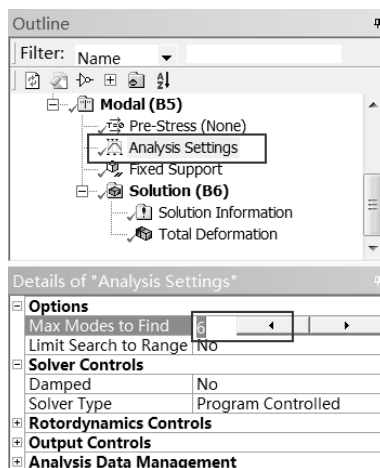 Outline
Filter: Name
Modal (B5)
Pre-Stress (None)
Analysis Settings
Fixed Support
Solution (B6)
Solution Information
Total Deformation
Details of "Analysis Settings"
Options
Max Modes to Find 6
Limit Search to Range No
Solver Controls
Damped No
Solver Type Program Controlled
Rotordynamics Controls
Output Controls
Analysis Data Management